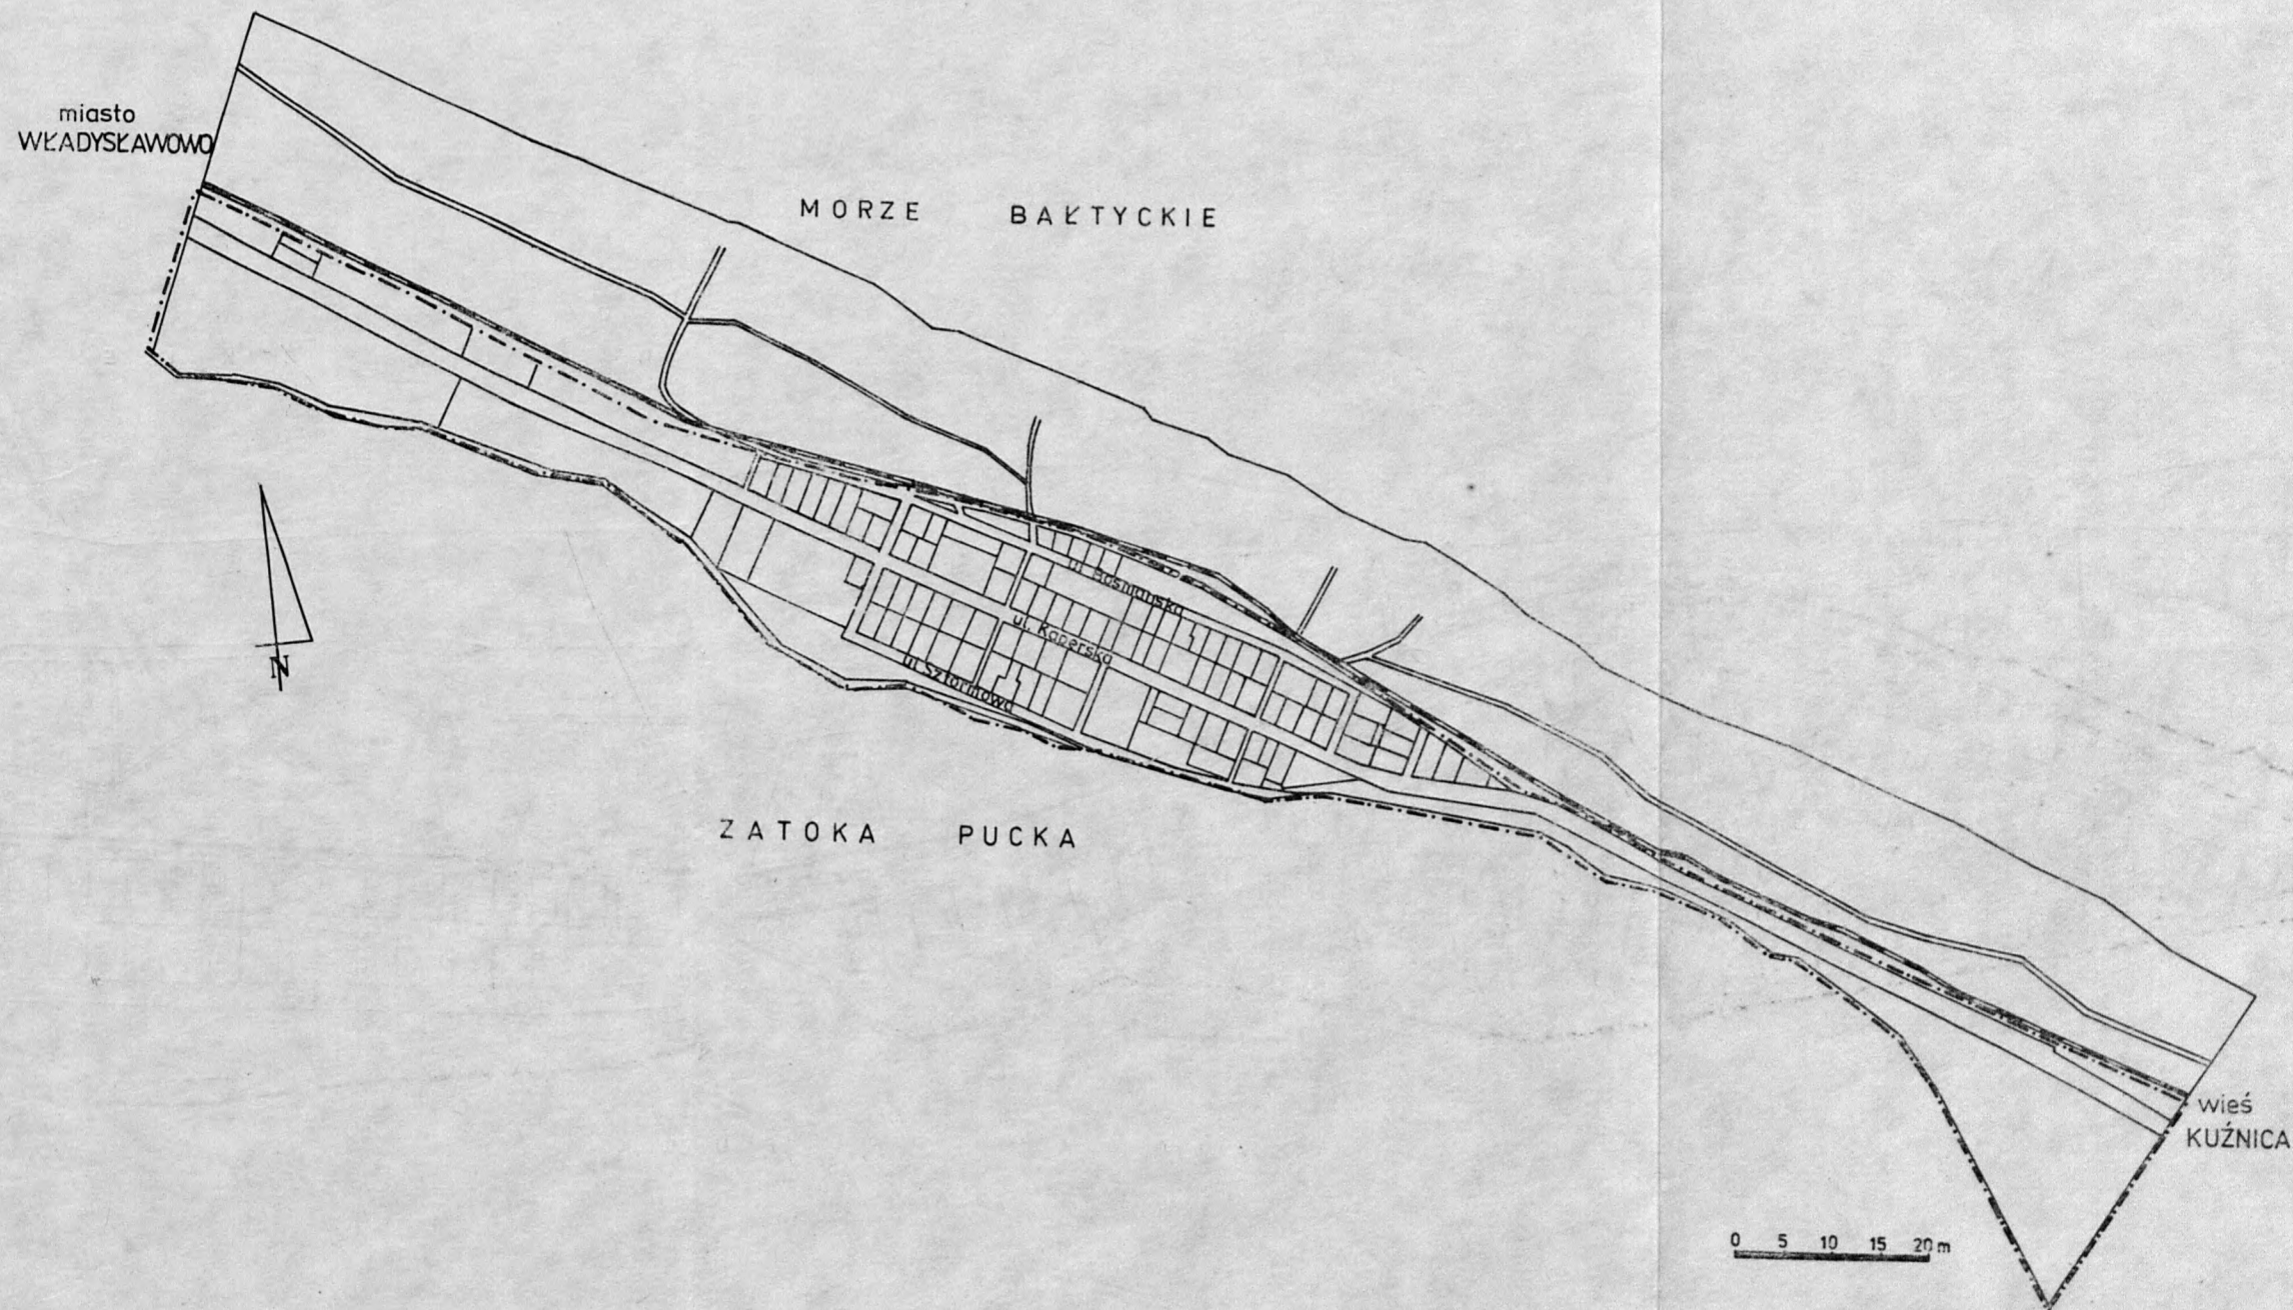 miasto
WŁADYSŁAWOWO
MORZE BAŁTYCKIE
ul. Bosmańska
ul. Kaperska
ul. Sztormowa
N
ZATOKA PUCKA
wieś
KUŹNICA
0 5 10 15 20 m